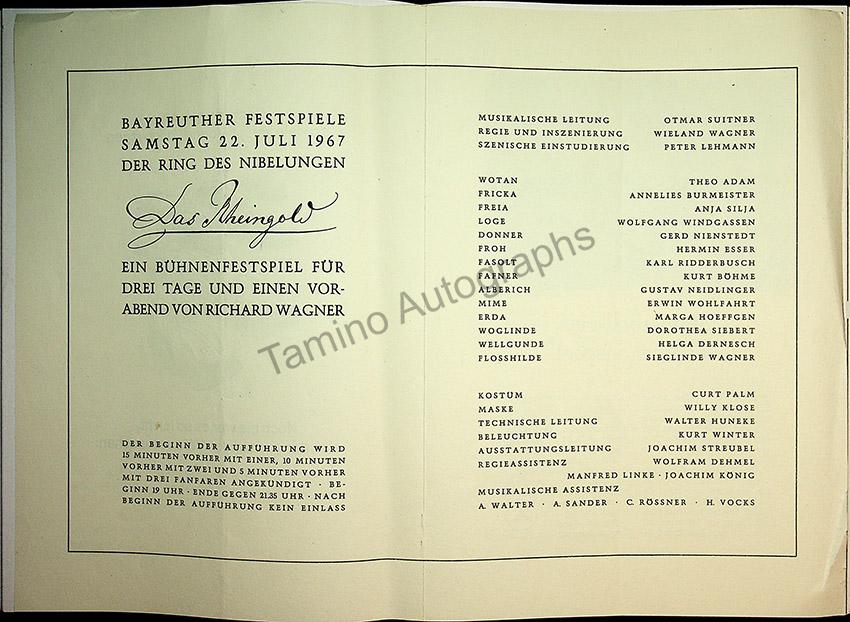 BAYREUTHER FESTSPIELE
SAMSTAG 22. JULI 1967
DER RING DES NIBELUNGEN
Das Rheingold
EIN BÜHNENFESTSPIEL FÜR
DREI TAGE UND EINEN VOR-
ABEND VON RICHARD WAGNER
DER BEGINN DER AUFFÜHRUNG WIRD
15 MINUTEN VORHER MIT EINER, 10 MINUTEN
VORHER MIT ZWEI UND 5 MINUTEN VORHER
MIT DREI FANFAREN ANGEKÜNDIGT · BE-
GINN 19 UHR · ENDE GEGEN 21.35 UHR · NACH
BEGINN DER AUFFÜHRUNG KEIN EINLASS
MUSIKALISCHE LEITUNG OTMAR SUITNER
REGIE UND INSZENIERUNG WIELAND WAGNER
SZENISCHE EINSTUDIERUNG PETER LEHMANN
WOTAN THEO ADAM
FRICKA ANNELIES BURMEISTER
FREIA ANJA SILJA
LOGE WOLFGANG WINDGASSEN
DONNER GERD NIENSTEDT
FROH HERMIN ESSER
FASOLT KARL RIDDERBUSCH
FAFNER KURT BÖHME
ALBERICH GUSTAV NEIDLINGER
MIME ERWIN WOHLFAHRT
ERDA MARGA HOEFFGEN
WOGLINDE DOROTHEA SIEBERT
WELLGUNDE HELGA DERNESCH
FLOSSHILDE SIEGLINDE WAGNER
KOSTÜM CURT PALM
MASKE WILLY KLOSE
TECHNISCHE LEITUNG WALTER HUNEKE
BELEUCHTUNG KURT WINTER
AUSSTATTUNGSLEITUNG JOACHIM STREUBEL
REGIEASSISTENZ WOLFRAM DEHMEL
MANFRED LINKE · JOACHIM KÖNIG
MUSIKALISCHE ASSISTENZ
A. WALTER · A. SANDER · C. RÖSSNER · H. VOCKS
Tamino Autographs